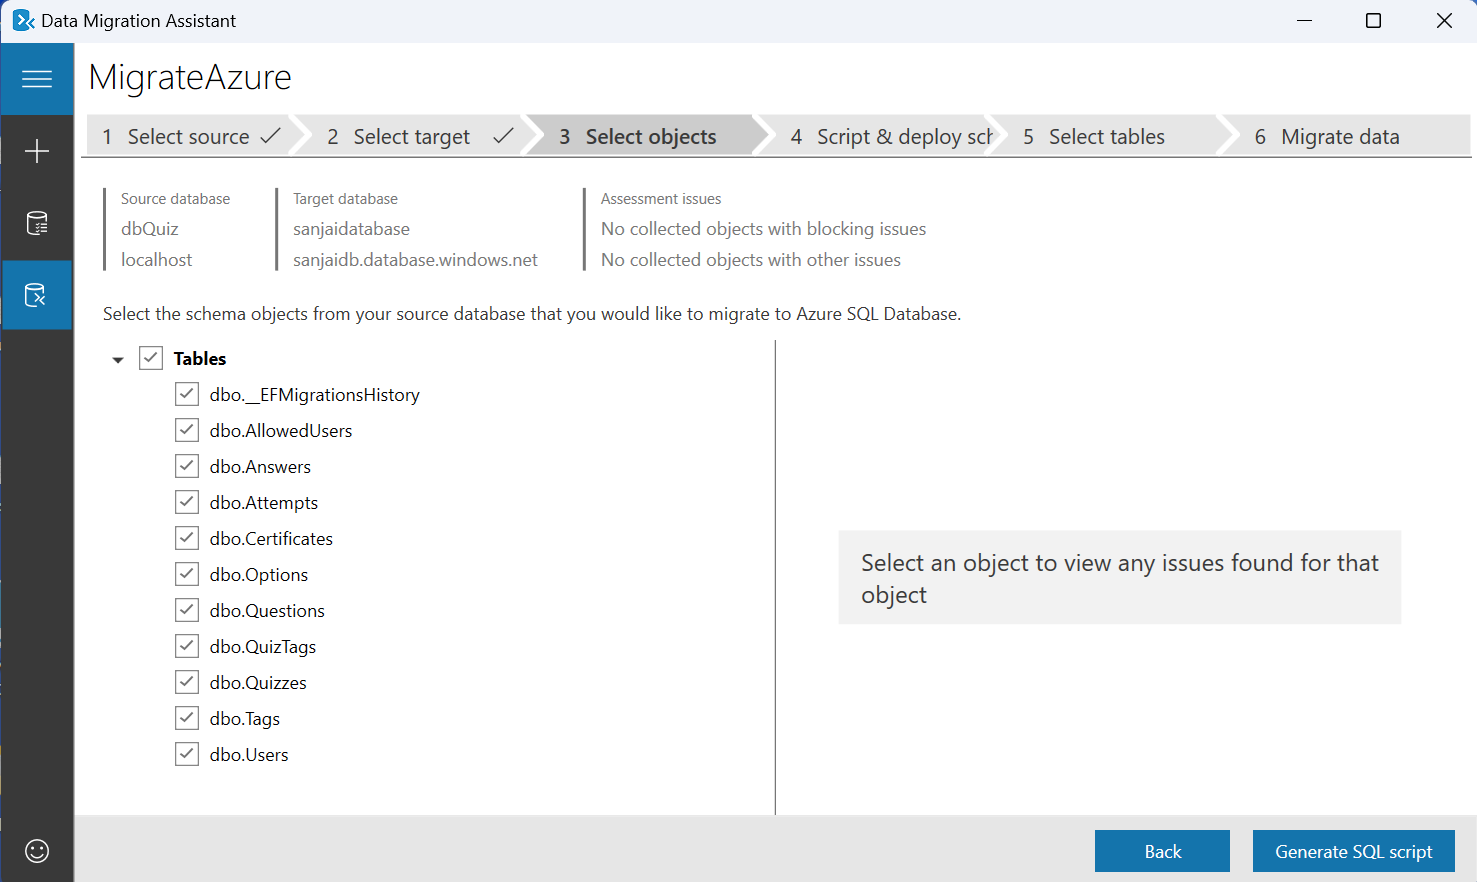 Data Migration Assistant
MigrateAzure
1 Select source
2 Select target
3 Select objects
4 Script & deploy sch
5 Select tables
6 Migrate data
Source database
dbQuiz
localhost
Target database
sanjaidatabase
sanjaidb.database.windows.net
Assessment issues
No collected objects with blocking issues
No collected objects with other issues
Select the schema objects from your source database that you would like to migrate to Azure SQL Database.
Tables
dbo.__EFMigrationsHistory
dbo.AllowedUsers
dbo.Answers
dbo.Attempts
dbo.Certificates
dbo.Options
dbo.Questions
dbo.QuizTags
dbo.Quizzes
dbo.Tags
dbo.Users
Select an object to view any issues found for that
object
Back
Generate SQL script